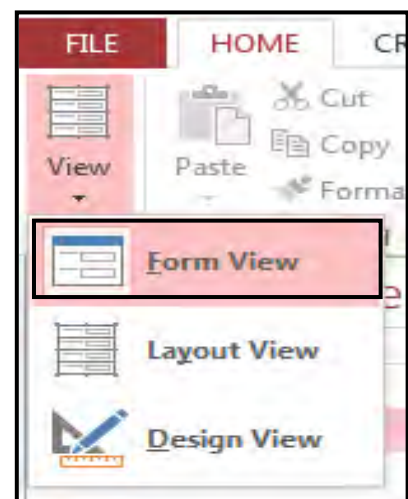 FILE HOME CR
Cut
Copy
View Paste
Forma
Form View
e
Layout View
Design View